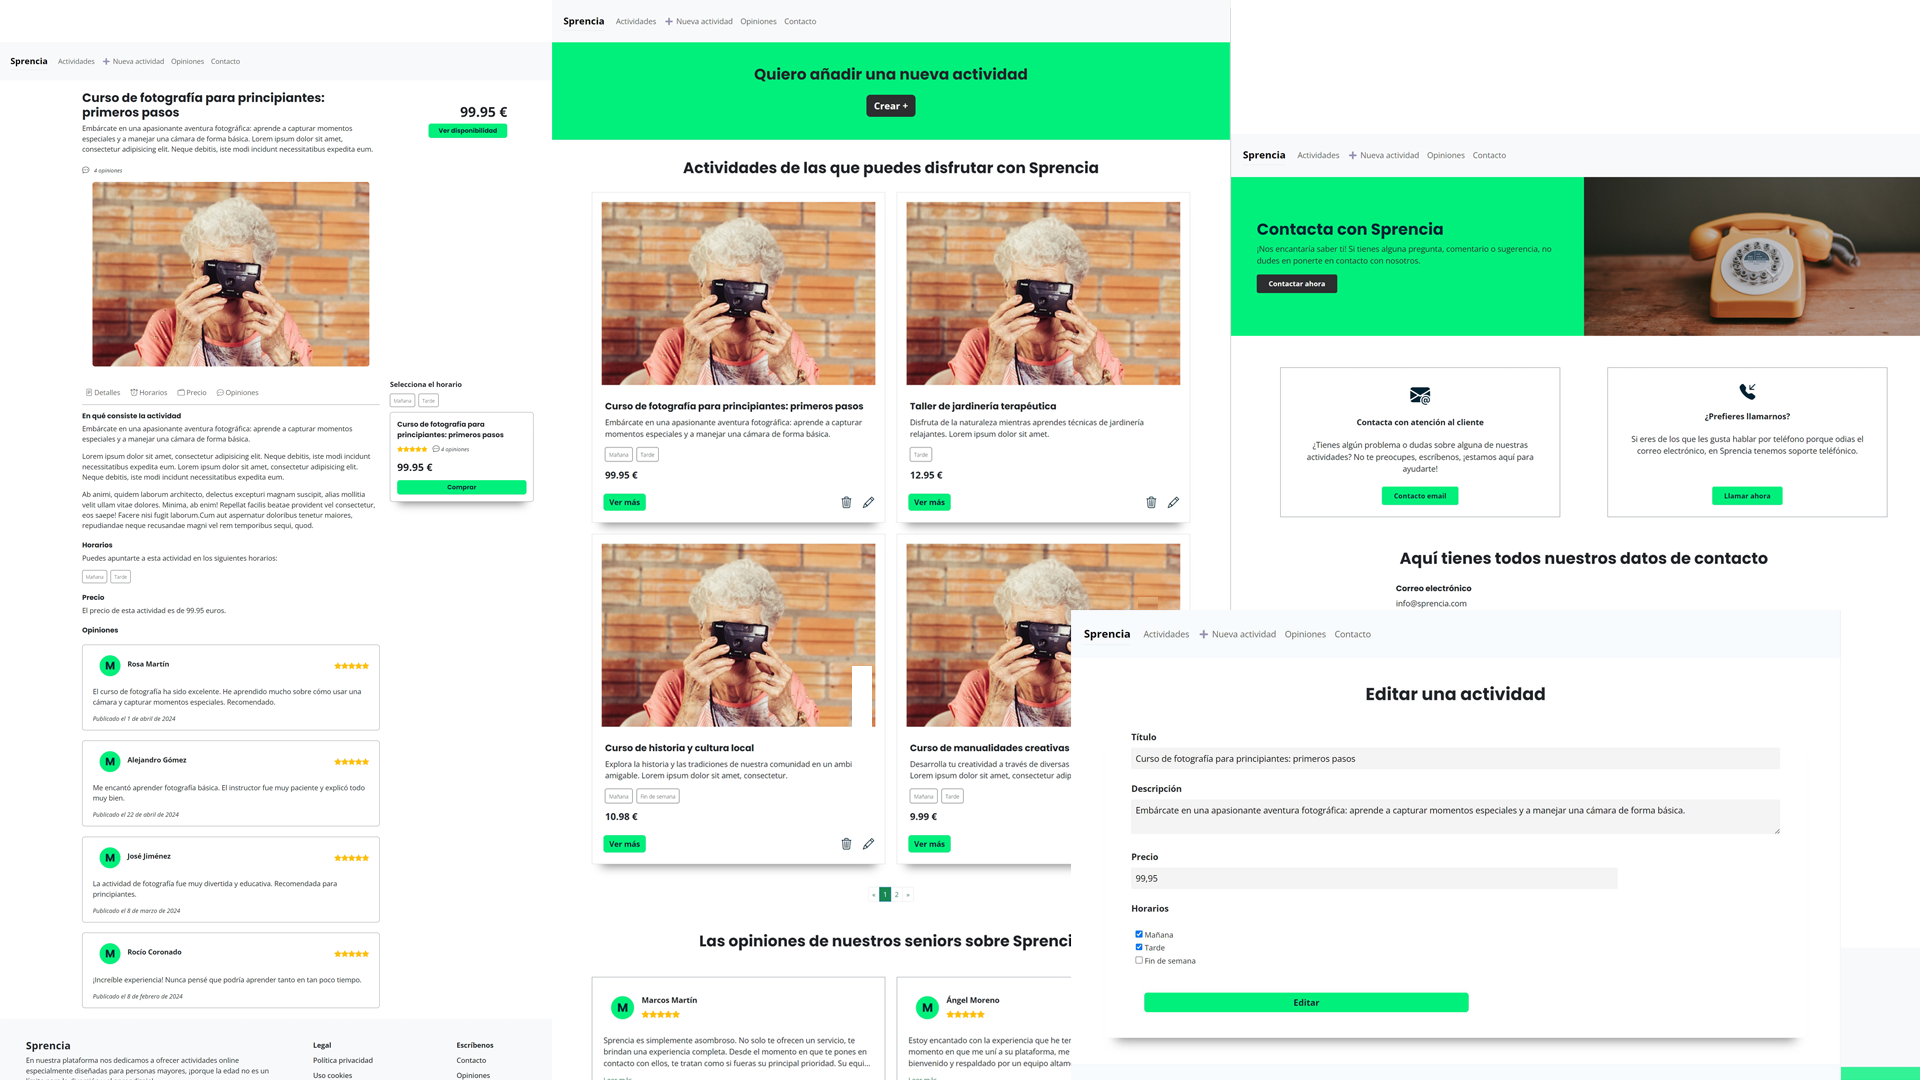 Sprencia Actividades Nueva actividad Opiniones Contacto
Curso de fotografía para principiantes:
primeros pasos
99.95 €
Ver disponibilidad
Embárcate en una apasionante aventura fotográfica: aprende a capturar momentos
especiales y a manejar una cámara de forma básica. Lorem ipsum dolor sit amet,
consectetur adipisicing elit. Neque debitis, iste modi incidunt necessitatibus expedita eum.
4 opiniones
Detalles Horarios Precio Opiniones
En qué consiste la actividad
Embárcate en una apasionante aventura fotográfica: aprende a capturar momentos
especiales y a manejar una cámara de forma básica.
Lorem ipsum dolor sit amet, consectetur adipisicing elit. Neque debitis, iste modi incidunt
necessitatibus expedita eum. Lorem ipsum dolor sit amet, consectetur adipisicing elit.
Neque debitis, iste modi incidunt necessitatibus expedita eum.
Ab animi, quidem laborum architecto, delectus excepturi magnam suscipit, alias mollitia
velit ullam vitae dolores. Minima, ab enim! Repellat facilis beatae provident vel consectetur,
eos saepe! Facere nisi fugit laborum.Cum aut aspernatur doloribus tenetur maiores,
repudiandae neque recusandae magni vel rem temporibus sequi, quod.
Horarios
Puedes apuntarte a esta actividad en los siguientes horarios:
Mañana Tarde
Precio
El precio de esta actividad es de 99.95 euros.
Opiniones
M Rosa Martín
El curso de fotografía ha sido excelente. He aprendido mucho sobre cómo usar una
cámara y capturar momentos especiales. Recomendado.
Publicado el 1 de abril de 2024
M Alejandro Gómez
Me encantó aprender fotografía básica. El instructor fue muy paciente y explicó todo
muy bien.
Publicado el 22 de abril de 2024
M José Jiménez
La actividad de fotografía fue muy divertida y educativa. Recomendada para
principiantes.
Publicado el 8 de marzo de 2024
M Rocío Coronado
¡Increíble experiencia! Nunca pensé que podría aprender tanto en tan poco tiempo.
Publicado el 8 de febrero de 2024
Selecciona el horario
Mañana Tarde
Curso de fotografía para
principiantes: primeros pasos
4 opiniones
99.95 €
Comprar
Sprencia
En nuestra plataforma nos dedicamos a ofrecer actividades online
especialmente diseñadas para personas mayores, ¡porque la edad no es un
Legal
Política privacidad
Uso cookies
Escríbenos
Contacto
Opiniones
Sprencia Actividades Nueva actividad Opiniones Contacto
Quiero añadir una nueva actividad
Crear +
Actividades de las que puedes disfrutar con Sprencia
Curso de fotografía para principiantes: primeros pasos
Embárcate en una apasionante aventura fotográfica: aprende a capturar
momentos especiales y a manejar una cámara de forma básica.
Mañana Tarde
99.95 €
Ver más
Taller de jardinería terapéutica
Disfruta de la naturaleza mientras aprendes técnicas de jardinería
relajantes. Lorem ipsum dolor sit amet.
Tarde
12.95 €
Ver más
Curso de historia y cultura local
Explora la historia y las tradiciones de nuestra comunidad en un ambi
amigable. Lorem ipsum dolor sit amet, consectetur.
Mañana Fin de semana
10.98 €
Ver más
Curso de manualidades creativas
Desarrolla tu creatividad a través de diversas
Lorem ipsum dolor sit amet, consectetur adip
Mañana Tarde
9.99 €
Ver más
« 1 2 »
Las opiniones de nuestros seniors sobre Sprenci
M Marcos Martín
Sprencia es simplemente asombroso. No solo te ofrecen un servicio, te
brindan una experiencia completa. Desde el momento en que te pones en
contacto con ellos, te tratan como si fueras su principal prioridad. Su equi...
M Ángel Moreno
Estoy encantado con la experiencia que he ter
momento en que me uní a su plataforma, me
bienvenido y respaldado por un equipo altam
Sprencia Actividades Nueva actividad Opiniones Contacto
Contacta con Sprencia
¡Nos encantaría saber ti! Si tienes alguna pregunta, comentario o sugerencia, no
dudes en ponerte en contacto con nosotros.
Contactar ahora
Contacta con atención al cliente
¿Tienes algún problema o dudas sobre alguna de nuestras
actividades? No te preocupes, escríbenos, ¡estamos aquí para
ayudarte!
Contacto email
¿Prefieres llamarnos?
Si eres de los que les gusta hablar por teléfono porque odias el
correo electrónico, en Sprencia tenemos soporte telefónico.
Llamar ahora
Aquí tienes todos nuestros datos de contacto
Correo electrónico
info@sprencia.com
Sprencia Actividades Nueva actividad Opiniones Contacto
Editar una actividad
Título
Curso de fotografía para principiantes: primeros pasos
Descripción
Embárcate en una apasionante aventura fotográfica: aprende a capturar momentos especiales y a manejar una cámara de forma básica.
Precio
99,95
Horarios
Mañana
Tarde
Fin de semana
Editar